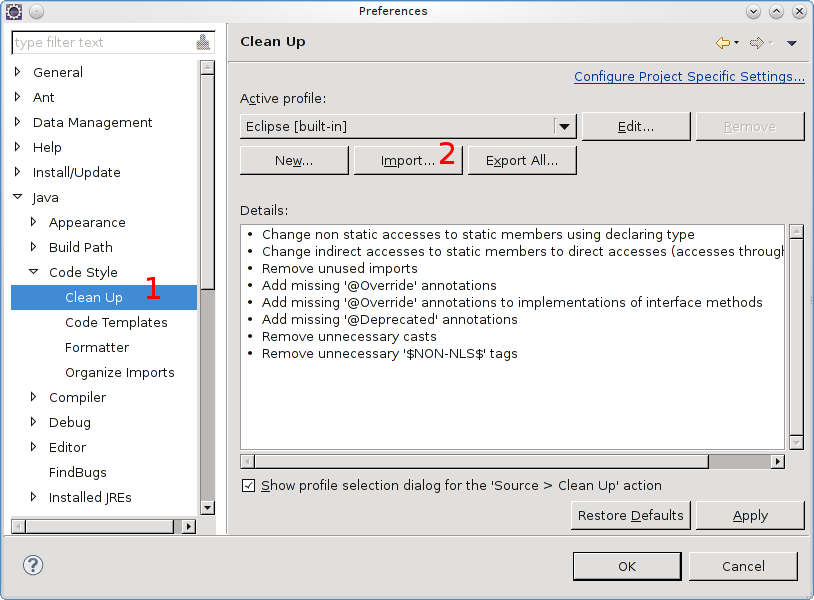 Preferences
type filter text
General
Ant
Data Management
Help
Install/Update
Java
Appearance
Build Path
Code Style
Clean Up 1
Code Templates
Formatter
Organize Imports
Compiler
Debug
Editor
FindBugs
Installed JREs
Clean Up
Configure Project Specific Settings...
Active profile:
Eclipse [built-in] Edit... Remove
New... Import... 2 Export All...
Details:
• Change non static accesses to static members using declaring type
• Change indirect accesses to static members to direct accesses (accesses through
• Remove unused imports
• Add missing '@Override' annotations
• Add missing '@Override' annotations to implementations of interface methods
• Add missing '@Deprecated' annotations
• Remove unnecessary casts
• Remove unnecessary '$NON-NLS$' tags
Show profile selection dialog for the 'Source > Clean Up' action
Restore Defaults Apply
? OK Cancel